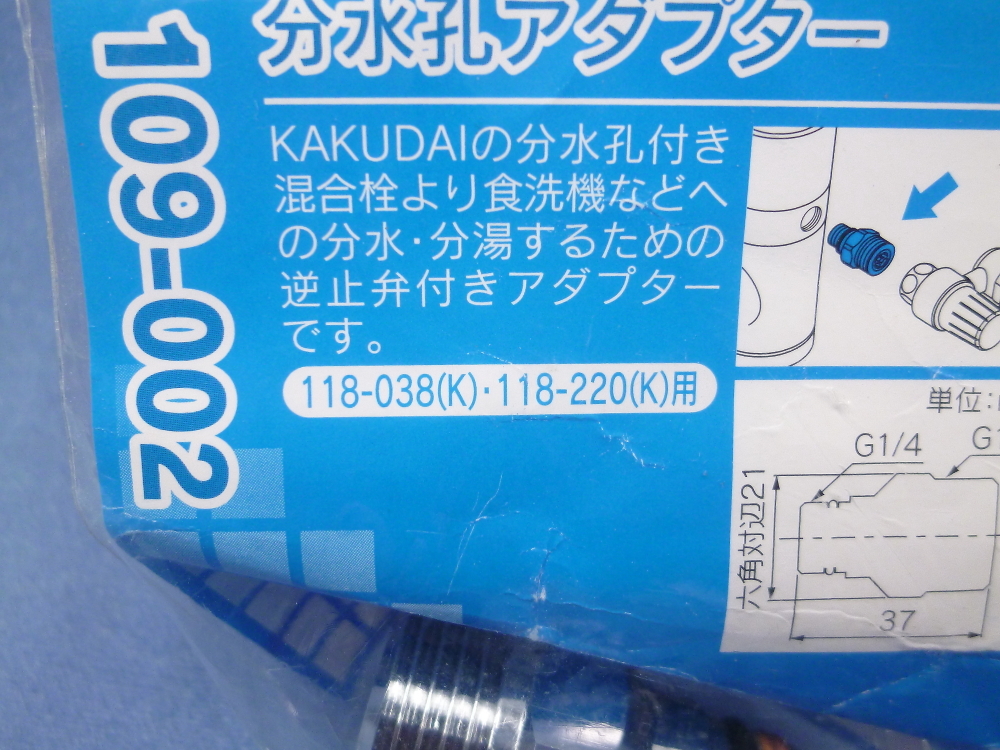 109-002
分水孔アダプター
KAKUDAIの分水孔付き
混合栓より食洗機などへ
の分水・分湯するための
逆止弁付きアダプター
です。
118-038(K)・118-220(K)用
単位:
G1/4
六角対辺21
37